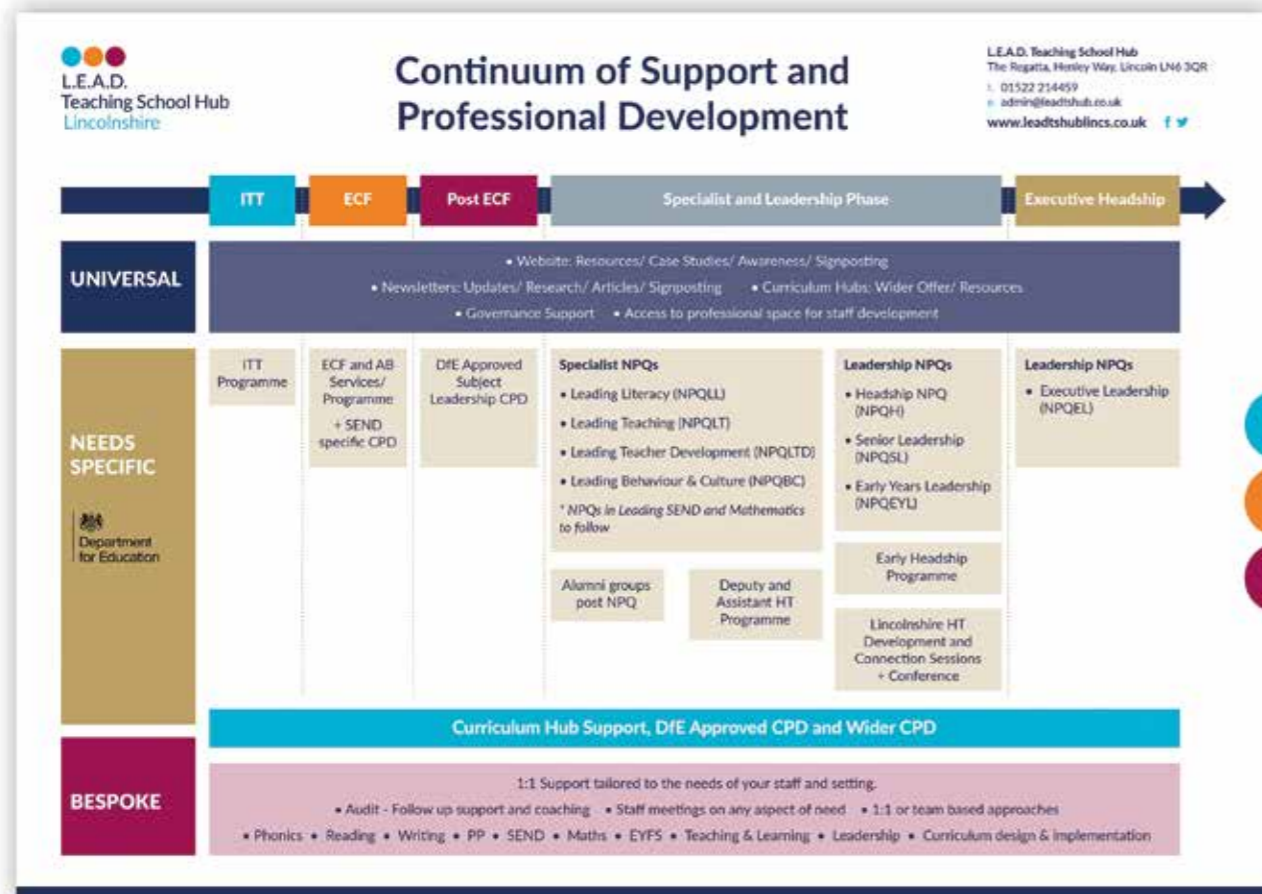 L.E.A.D.
Teaching School Hub
Lincolnshire
Continuum of Support and
Professional Development
L.E.A.D. Teaching School Hub
The Regatta, Henley Way, Lincoln LN6 3QR
t. 01522 214459
e. admin@leadtshub.co.uk
www.leadtshublincs.co.uk
ITT
ECF
Post ECF
Specialist and Leadership Phase
Executive Headship
UNIVERSAL
• Website: Resources/ Case Studies/ Awareness/ Signposting
• Newsletters: Updates/ Research/ Articles/ Signposting • Curriculum Hubs: Wider Offer/ Resources
• Governance Support • Access to professional space for staff development
NEEDS
SPECIFIC
Department
for Education
ITT
Programme
ECF and AB
Services/
Programme
+ SEND
specific CPD
DfE Approved
Subject
Leadership CPD
Specialist NPQs
• Leading Literacy (NPQLL)
• Leading Teaching (NPQLT)
• Leading Teacher Development (NPQLTD)
• Leading Behaviour & Culture (NPQBC)
* NPQs in Leading SEND and Mathematics
to follow
Alumni groups
post NPQ
Deputy and
Assistant HT
Programme
Leadership NPQs
• Headship NPQ
(NPQH)
• Senior Leadership
(NPQSL)
• Early Years Leadership
(NPQEYL)
Early Headship
Programme
Lincolnshire HT
Development and
Connection Sessions
+ Conference
Leadership NPQs
• Executive Leadership
(NPQEL)
Curriculum Hub Support, DfE Approved CPD and Wider CPD
BESPOKE
1:1 Support tailored to the needs of your staff and setting.
• Audit - Follow up support and coaching • Staff meetings on any aspect of need • 1:1 or team based approaches
• Phonics • Reading • Writing • PP • SEND • Maths • EYFS • Teaching & Learning • Leadership • Curriculum design & implementation